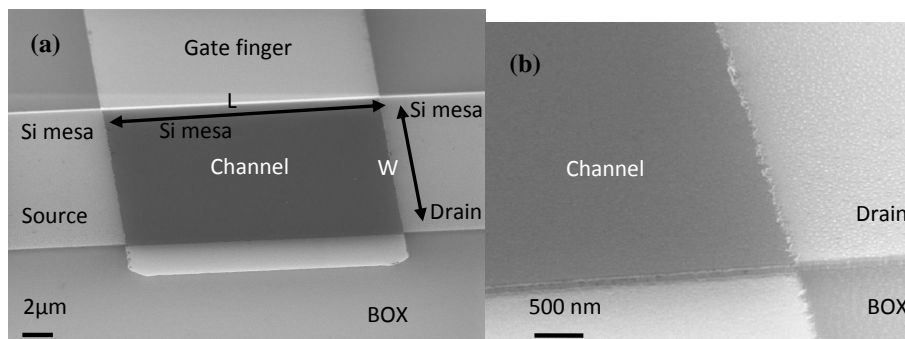 (a)
Gate finger
L
Si mesa
Si mesa
Si mesa
Channel
W
Source
Drain
2µm
BOX
(b)
Channel
Drain
500 nm
BOX